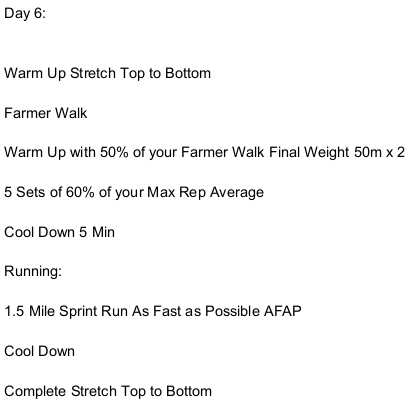 Day 6:
Warm Up Stretch Top to Bottom
Farmer Walk
Warm Up with 50% of your Farmer Walk Final Weight 50m x 2
5 Sets of 60% of your Max Rep Average
Cool Down 5 Min
Running:
1.5 Mile Sprint Run As Fast as Possible AFAP
Cool Down
Complete Stretch Top to Bottom